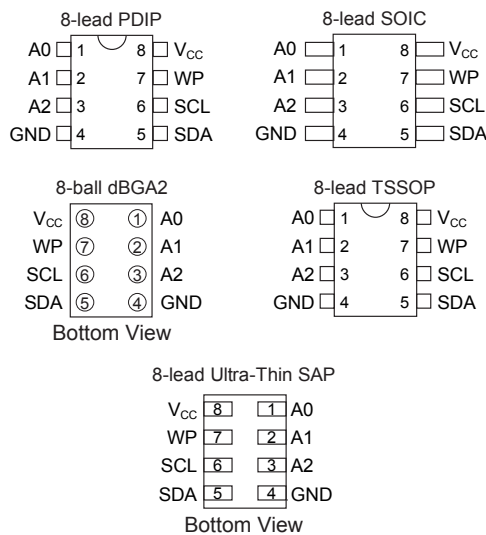 8-lead PDIP
A0 1 8 VCC
A1 2 7 WP
A2 3 6 SCL
GND 4 5 SDA
8-lead SOIC
A0 1 8 VCC
A1 2 7 WP
A2 3 6 SCL
GND 4 5 SDA
8-ball dBGA2
VCC 8 1 A0
WP 7 2 A1
SCL 6 3 A2
SDA 5 4 GND
Bottom View
8-lead TSSOP
A0 1 8 VCC
A1 2 7 WP
A2 3 6 SCL
GND 4 5 SDA
8-lead Ultra-Thin SAP
VCC 8 1 A0
WP 7 2 A1
SCL 6 3 A2
SDA 5 4 GND
Bottom View